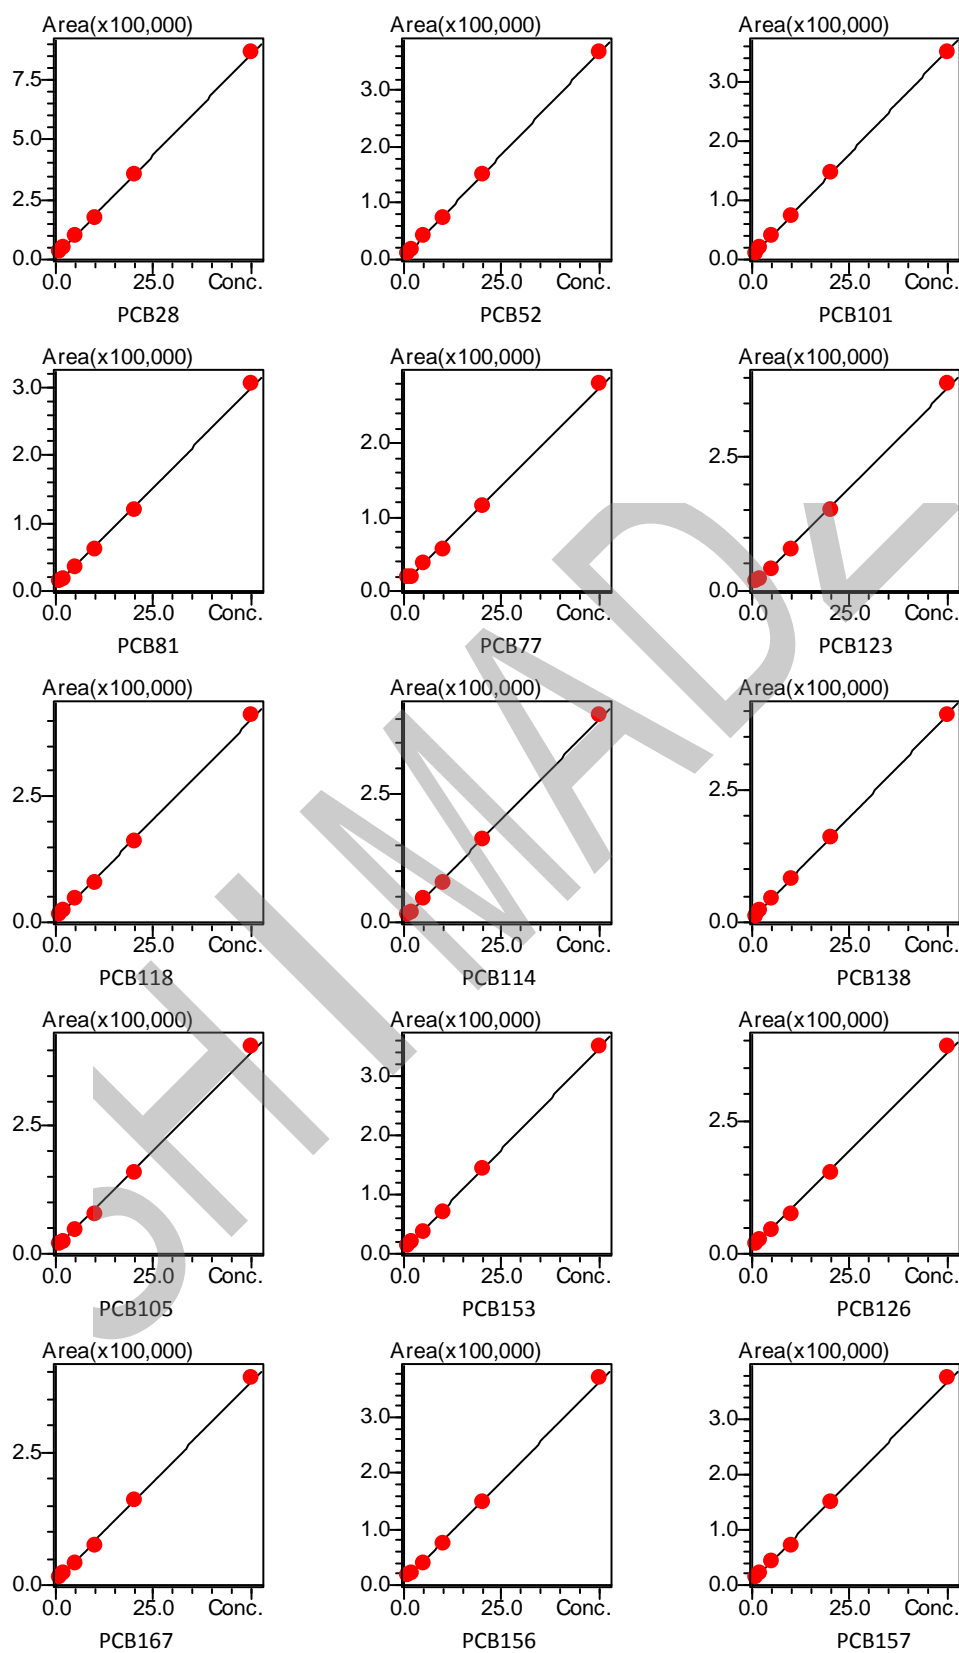 Area(x100,000) Area(x100,000) Area(x100,000)
7.5
5.0
2.5
0.0
0.0 25.0 Conc.
3.0
2.0
1.0
0.0
0.0 25.0 Conc.
3.0
2.0
1.0
0.0
0.0 25.0 Conc.
PCB28 PCB52 PCB101
Area(x100,000) Area(x100,000) Area(x100,000)
3.0
2.0
1.0
0.0
0.0 25.0 Conc.
2.0
1.0
0.0
0.0 25.0 Conc.
2.5
0.0
0.0 25.0 Conc.
PCB81 PCB77 PCB123
Area(x100,000) Area(x100,000) Area(x100,000)
2.5
0.0
0.0 25.0 Conc.
2.5
0.0
0.0 25.0 Conc.
2.5
0.0
0.0 25.0 Conc.
PCB118 PCB114 PCB138
Area(x100,000) Area(x100,000) Area(x100,000)
2.5
0.0
0.0 25.0 Conc.
3.0
2.0
1.0
0.0
0.0 25.0 Conc.
2.5
0.0
0.0 25.0 Conc.
PCB105 PCB153 PCB126
Area(x100,000) Area(x100,000) Area(x100,000)
2.5
0.0
0.0 25.0 Conc.
3.0
2.0
1.0
0.0
0.0 25.0 Conc.
3.0
2.0
1.0
0.0
0.0 25.0 Conc.
PCB167 PCB156 PCB157
SHIMADZ